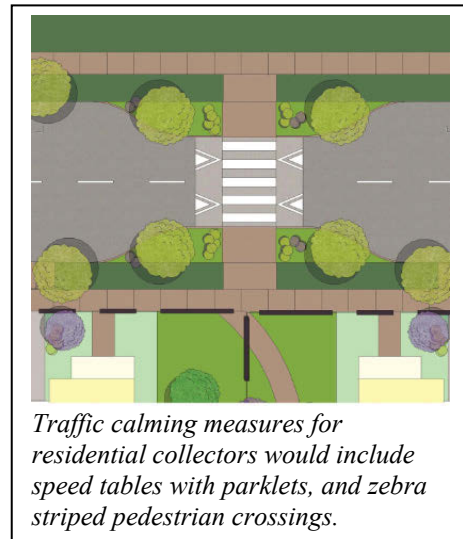 Traffic calming measures for
residential collectors would include
speed tables with parklets, and zebra
striped pedestrian crossings.